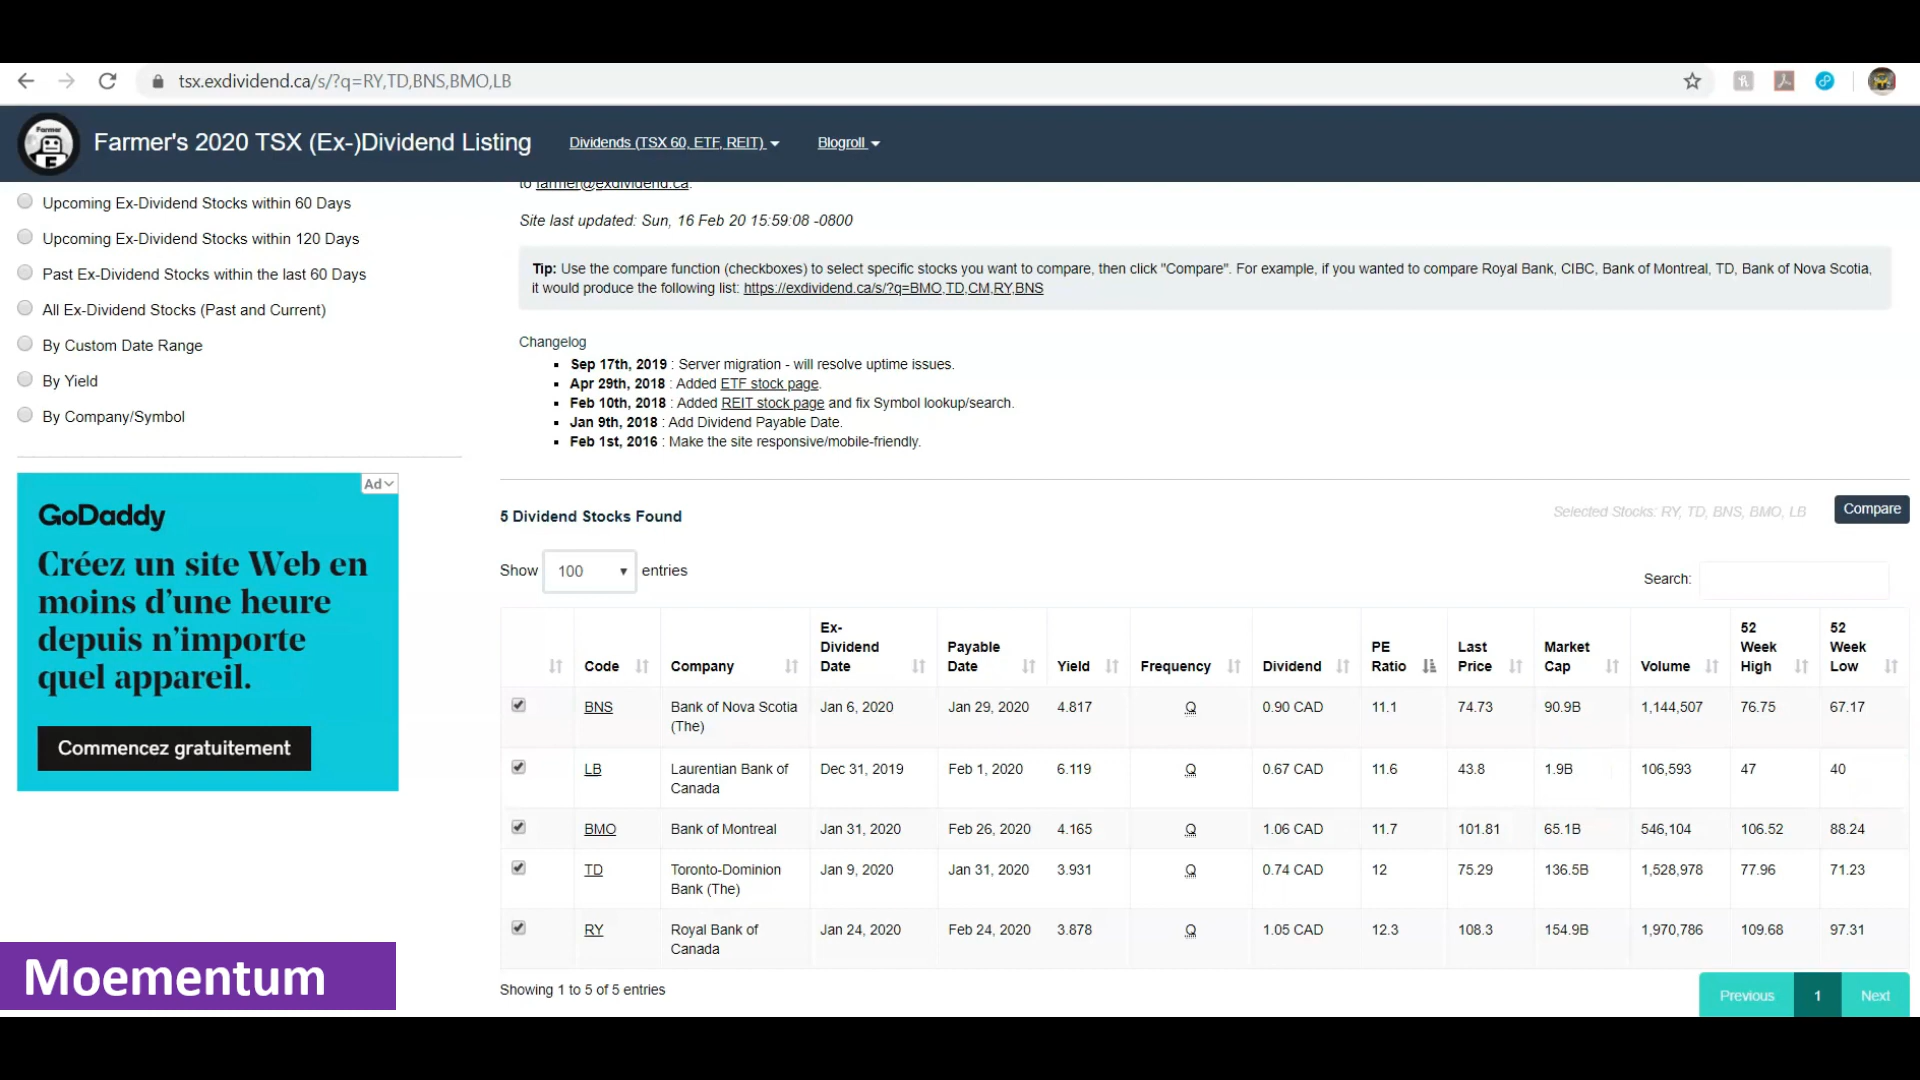 tsx.exdividend.ca/s/?q=RY,TD,BNS,BMO,LB
Farmer's 2020 TSX (Ex-)Dividend Listing
Dividends (TSX 60, ETF, REIT)
Blogroll
Farmer
Upcoming Ex-Dividend Stocks within 60 Days
Upcoming Ex-Dividend Stocks within 120 Days
Past Ex-Dividend Stocks within the last 60 Days
All Ex-Dividend Stocks (Past and Current)
By Custom Date Range
By Yield
By Company/Symbol
Ad
GoDaddy
Créez un site Web en
moins d'une heure
depuis n'importe
quel appareil.
Commencez gratuitement
Moementum
to farmer@exdividend.ca.
Site last updated: Sun, 16 Feb 20 15:59:08 -0800
Tip: Use the compare function (checkboxes) to select specific stocks you want to compare, then click "Compare". For example, if you wanted to compare Royal Bank, CIBC, Bank of Montreal, TD, Bank of Nova Scotia,
it would produce the following list: https://exdividend.ca/s/?q=BMO,TD,CM,RY,BNS
Changelog
Sep 17th, 2019 : Server migration - will resolve uptime issues.
Apr 29th, 2018 : Added ETF stock page.
Feb 10th, 2018 : Added REIT stock page and fix Symbol lookup/search.
Jan 9th, 2018 : Add Dividend Payable Date.
Feb 1st, 2016 : Make the site responsive/mobile-friendly.
5 Dividend Stocks Found
Selected Stocks: RY, TD, BNS, BMO, LB
Compare
Show 100 entries
Search:
Code Company Ex-Dividend Date Payable Date Yield Frequency Dividend PE Ratio Last Price Market Cap Volume 52 Week High 52 Week Low
BNS Bank of Nova Scotia (The) Jan 6, 2020 Jan 29, 2020 4.817 Q 0.90 CAD 11.1 74.73 90.9B 1,144,507 76.75 67.17
LB Laurentian Bank of Canada Dec 31, 2019 Feb 1, 2020 6.119 Q 0.67 CAD 11.6 43.8 1.9B 106,593 47 40
BMO Bank of Montreal Jan 31, 2020 Feb 26, 2020 4.165 Q 1.06 CAD 11.7 101.81 65.1B 546,104 106.52 88.24
TD Toronto-Dominion Bank (The) Jan 9, 2020 Jan 31, 2020 3.931 Q 0.74 CAD 12 75.29 136.5B 1,528,978 77.96 71.23
RY Royal Bank of Canada Jan 24, 2020 Feb 24, 2020 3.878 Q 1.05 CAD 12.3 108.3 154.9B 1,970,786 109.68 97.31
Showing 1 to 5 of 5 entries
Previous 1 Next